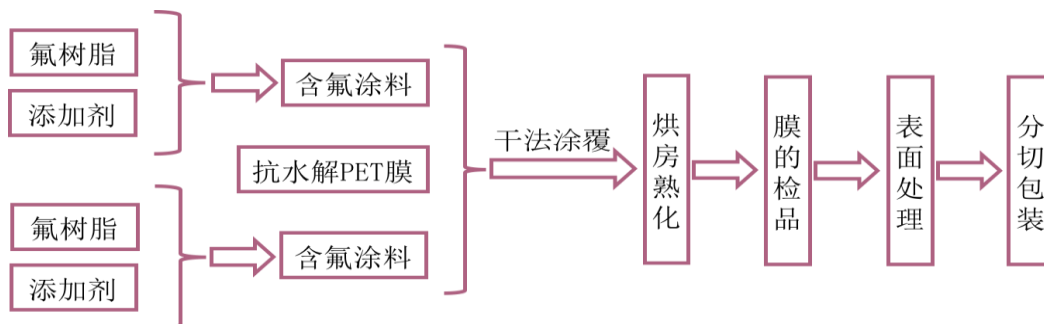 氟树脂
添加剂
含氟涂料
抗水解PET膜
氟树脂
添加剂
含氟涂料
干法涂覆
烘房熟化
膜的检品
表面处理
分切包装